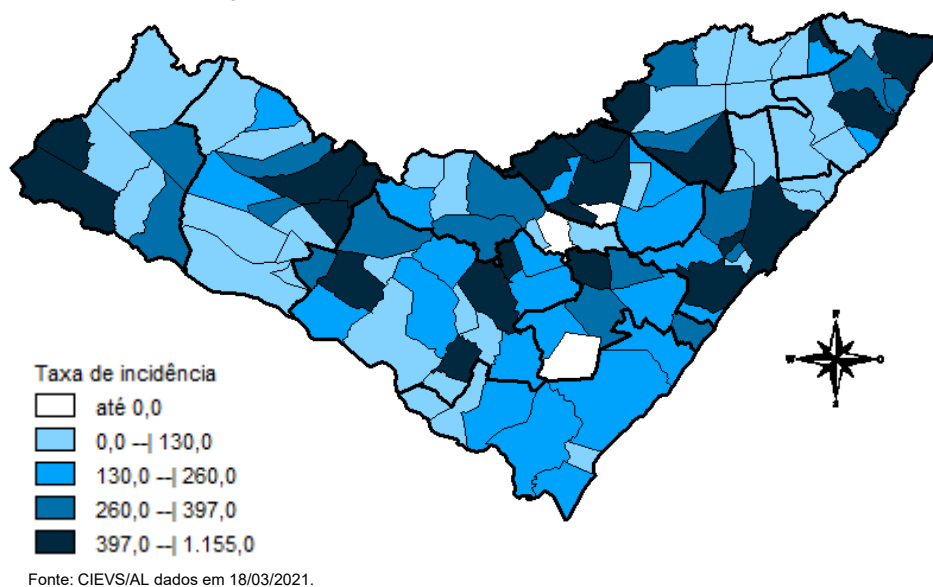 Taxa de incidência
até 0,0
0,0 --| 130,0
130,0 --| 260,0
260,0 --| 397,0
397,0 --| 1.155,0
Fonte: CIEVS/AL dados em 18/03/2021.